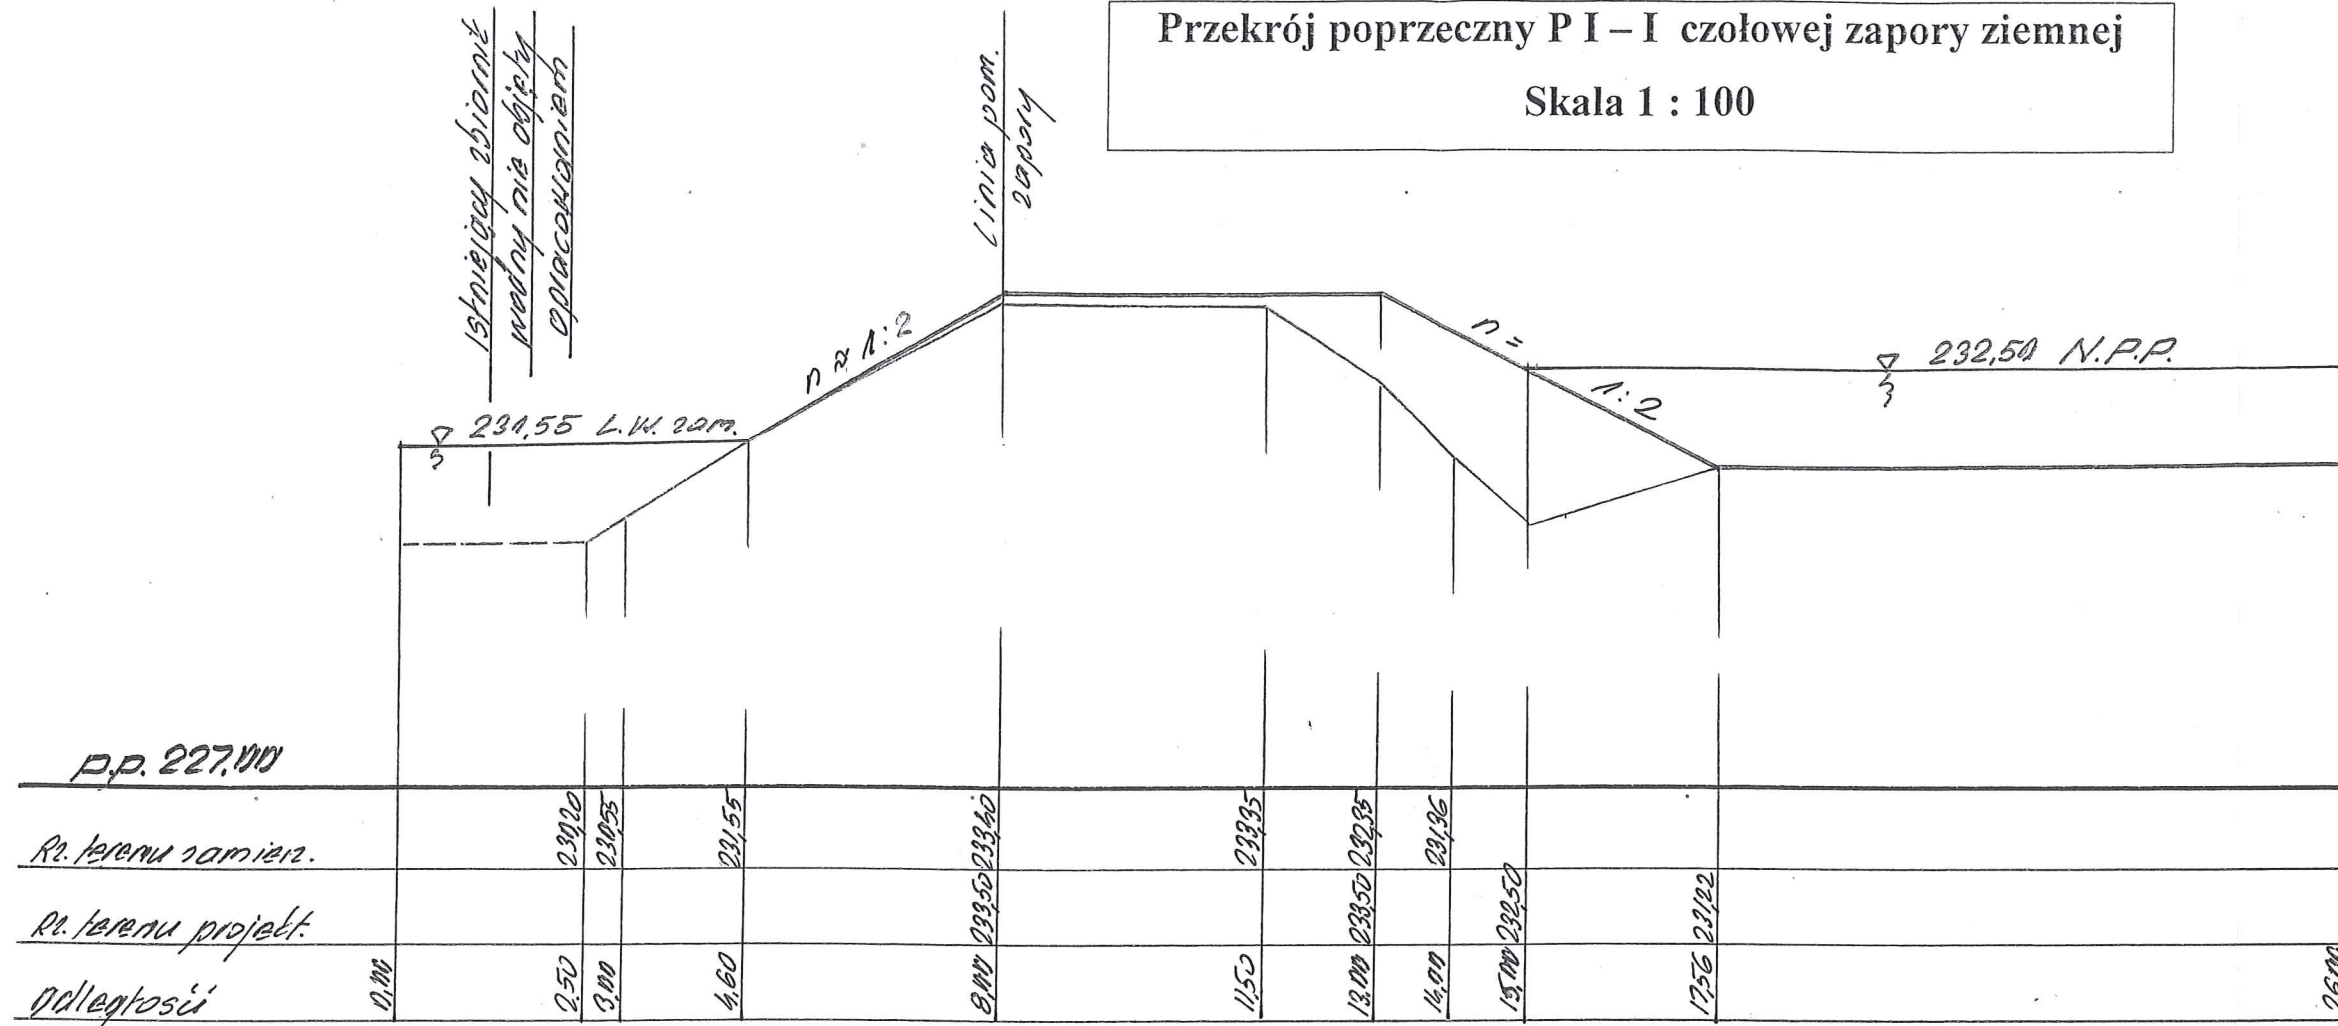 Przekrój poprzeczny P I – I czołowej zapory ziemnej
Skala 1 : 100
Istniejący zbiornik
wodny nie objęty
opracowaniem
Linia pom.
zapory
n ≈ 1:2
n =
1:2
232,50 N.P.P.
231,55 L.W. zam.
p.p. 227,00
Rz. terenu zamierz.
230,20 230,55 231,55 233,40 233,35 232,35 231,36
Rz. terenu projekt.
233,50 233,50 232,50 231,22
Odległości
0,00 2,50 3,00 4,60 8,00 11,50 13,00 14,00 15,00 17,56 26,00